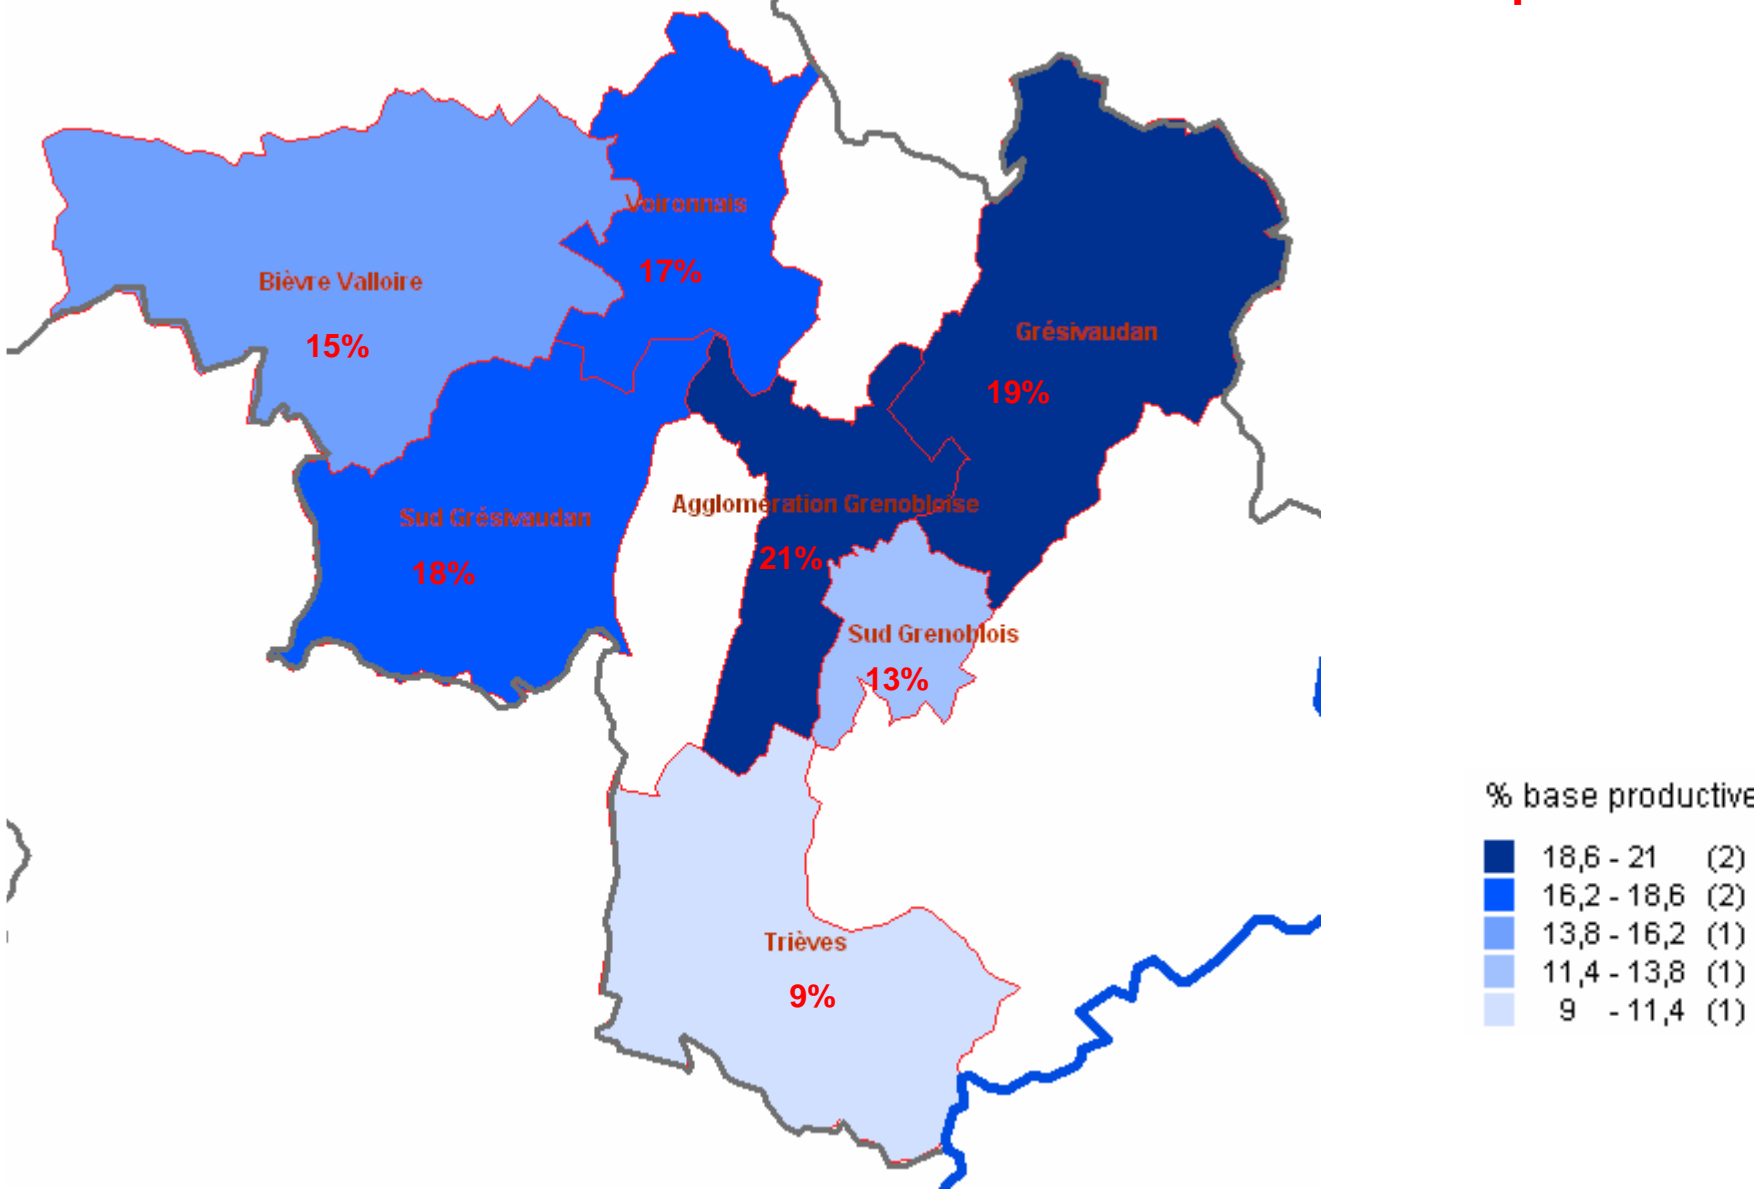 Voironnais
17%
Bièvre Valloire
15%
Grésivaudan
19%
Agglomération Grenobloise
21%
Sud Grésivaudan
18%
Sud Grenoblois
13%
Trièves
9%
% base productive
18,6 - 21 (2)
16,2 - 18,6 (2)
13,8 - 16,2 (1)
11,4 - 13,8 (1)
9 - 11,4 (1)